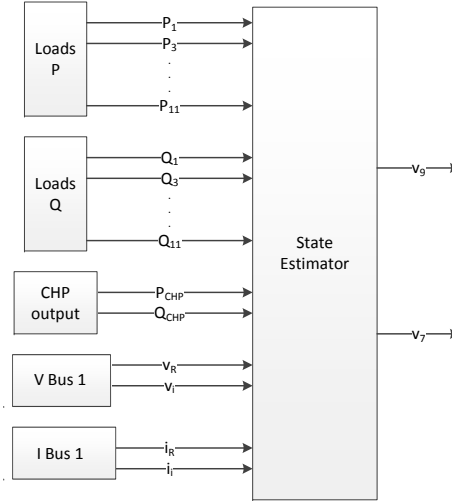 Loads
P
P1
P3
.
.
.
P11
Loads
Q
Q1
Q3
.
.
.
Q11
State
Estimator
v9
v7
CHP
output
PCHP
QCHP
V Bus 1
vR
vi
I Bus 1
iR
ii